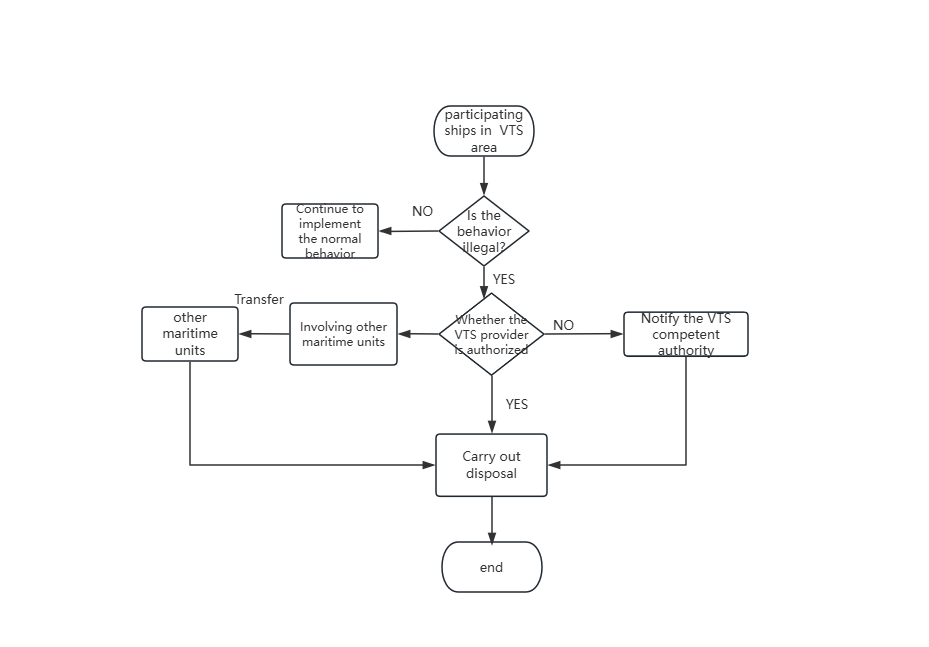 participating
ships in VTS
area
NO
Continue to
implement
the normal
behavior
Is the
behavior
illegal?
YES
Transfer
other
maritime
units
Involving other
maritime units
Whether the
VTS provider
is authorized
NO
Notify the VTS
competent
authority
YES
Carry out
disposal
end